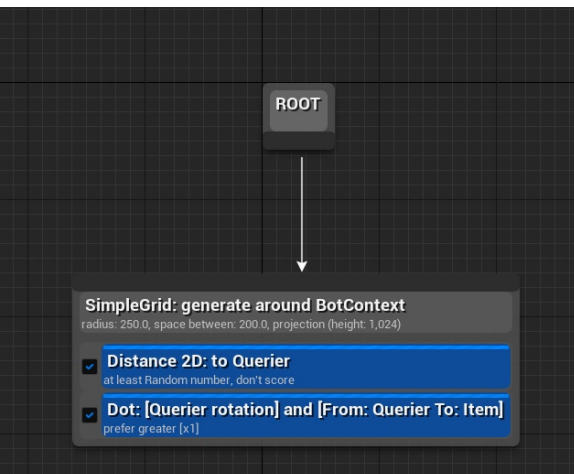 ROOT
SimpleGrid: generate around BotContext
radius: 250.0, space between: 200.0, projection (height: 1,024)
Distance 2D: to Querier
at least Random number, don't score
Dot: [Querier rotation] and [From: Querier To: Item]
prefer greater [x1]